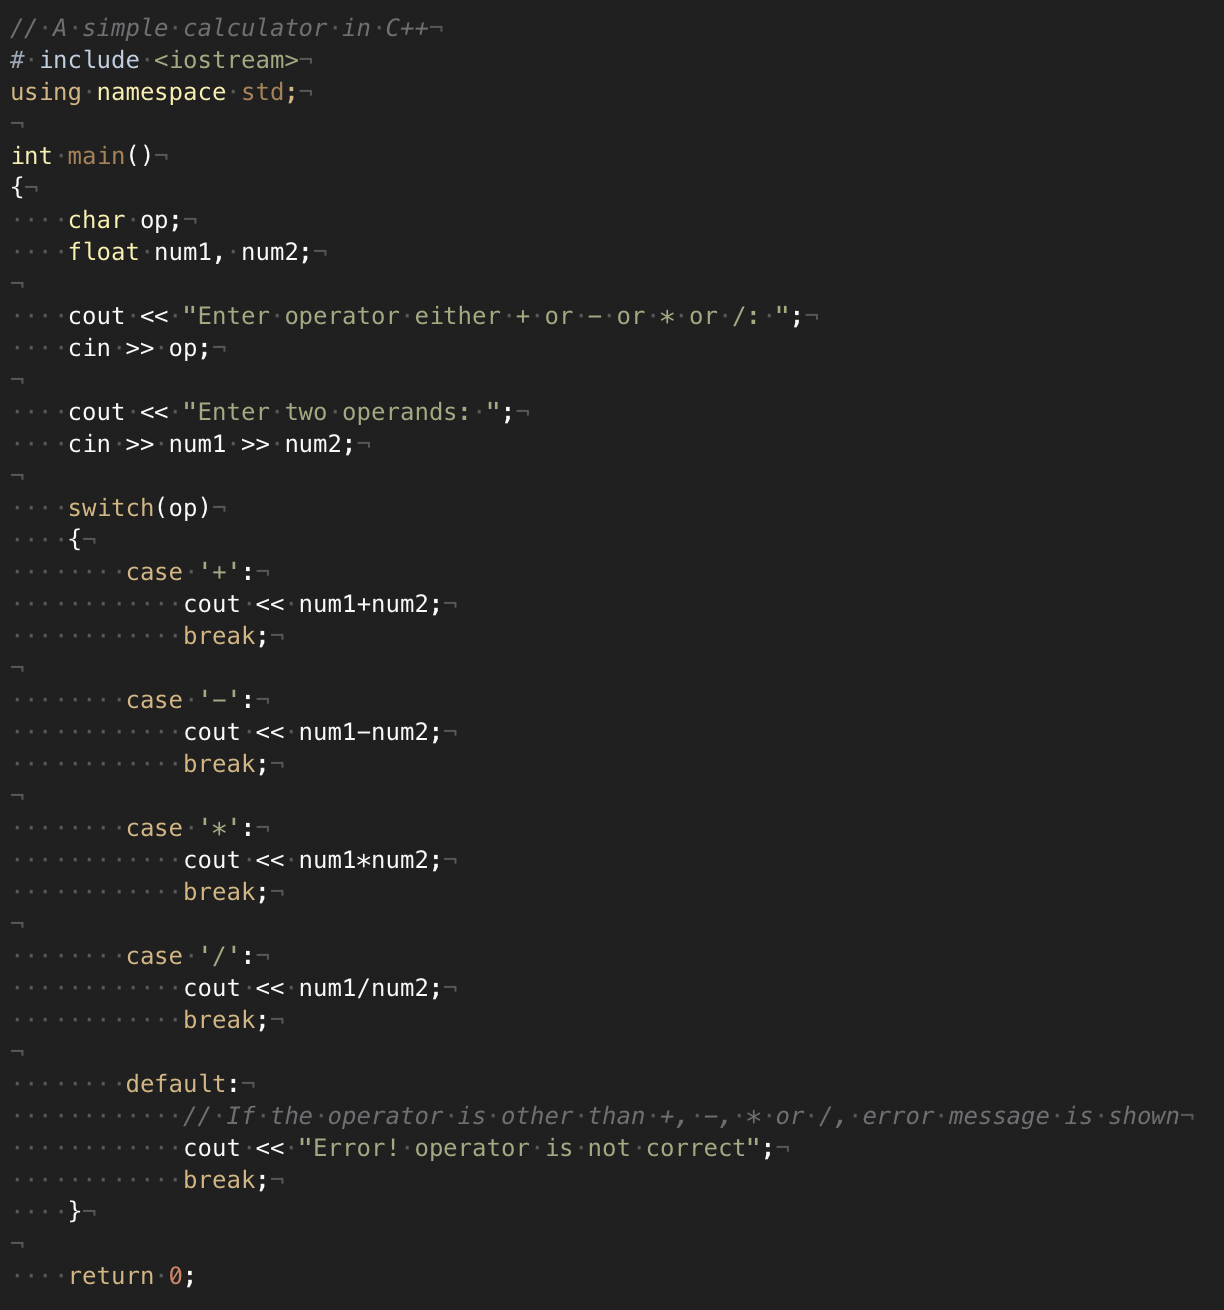 // A simple calculator in C++
# include <iostream>
using namespace std;

int main()
{
    char op;
    float num1, num2;

    cout << "Enter operator either + or - or * or /: ";
    cin >> op;

    cout << "Enter two operands: ";
    cin >> num1 >> num2;

    switch(op)
    {
        case '+':
            cout << num1+num2;
            break;

        case '-':
            cout << num1-num2;
            break;

        case '*':
            cout << num1*num2;
            break;

        case '/':
            cout << num1/num2;
            break;

        default:
            // If the operator is other than +, -, * or /, error message is shown
            cout << "Error! operator is not correct";
            break;
    }

    return 0;